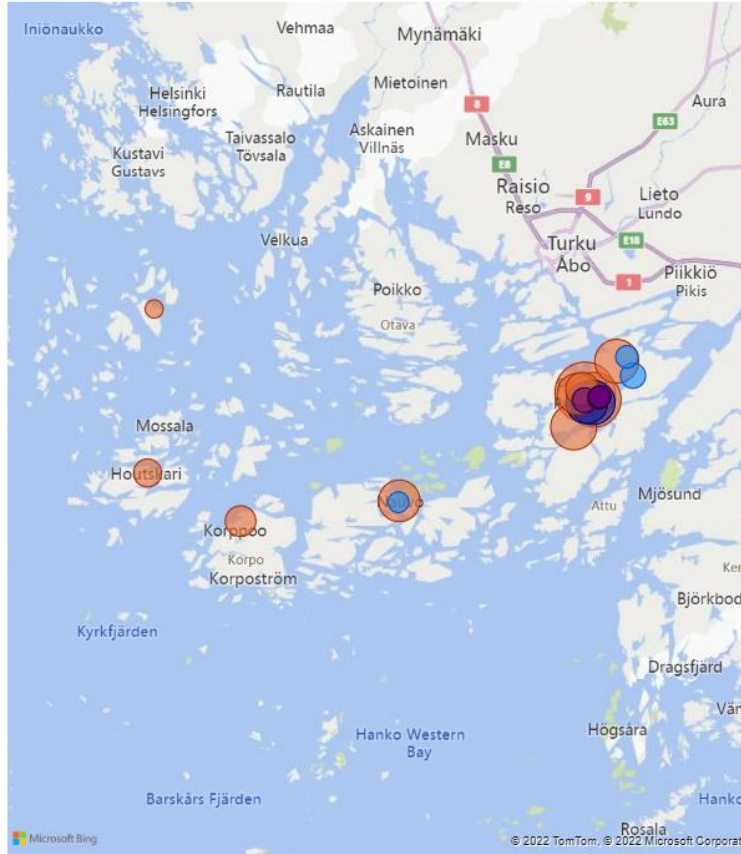 Iniönaukko
Vehmaa
Mynämäki
Helsinki
Helsingfors
Rautila
Mietoinen
8
Aura
E63
Kustavi
Gustavs
Taivassalo
Tövsala
Askainen
Villnäs
Masku
E8
Raisio
Reso
9
Lieto
Lundo
Velkua
Turku
Åbo
E18
Piikkiö
Pikis
1
Poikko
Otava
Mossala
Houtskari
Nauvo
Mjösund
Attu
Korppoo
Korpo
Korpoström
Björkbod
Kyrkfjärden
Dragsfjärd
Högsåra
Hanko Western
Bay
Barskårs Fjärden
Hanko
Rosala
Microsoft Bing
© 2022 TomTom, © 2022 Microsoft Corporat